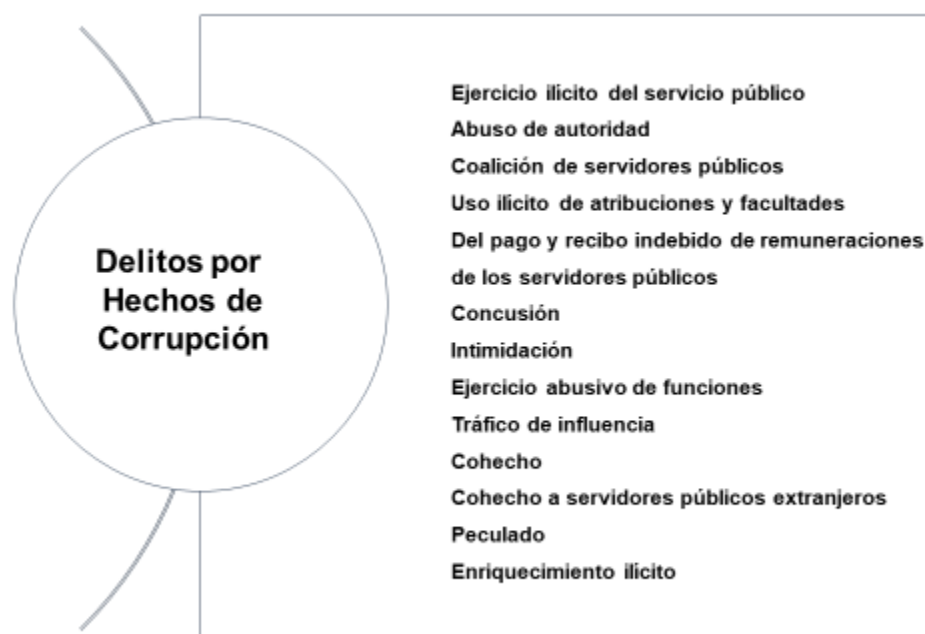 Delitos por
Hechos de
Corrupción
Ejercicio ilícito del servicio público
Abuso de autoridad
Coalición de servidores públicos
Uso ilícito de atribuciones y facultades
Del pago y recibo indebido de remuneraciones
de los servidores públicos
Concusión
Intimidación
Ejercicio abusivo de funciones
Tráfico de influencia
Cohecho
Cohecho a servidores públicos extranjeros
Peculado
Enriquecimiento ilícito